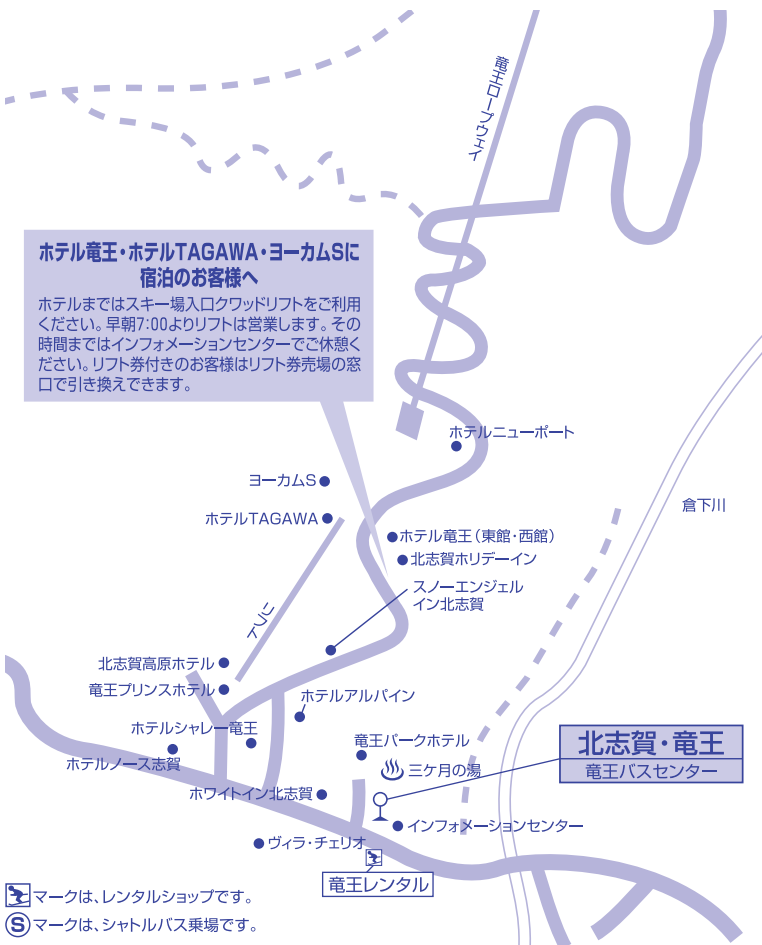 竜王ロープウェイ
ホテル竜王・ホテルTAGAWA・ヨーカムSに
宿泊のお客様へ
ホテルまではスキー場入口クワッドリフトをご利用
ください。早朝7:00よりリフトは営業します。その
時間まではインフォメーションセンターでご休憩く
ださい。リフト券付きのお客様はリフト券売場の窓
口で引き換えできます。
ホテルニューポート
ヨーカムS
倉下川
ホテルTAGAWA
ホテル竜王(東館・西館)
北志賀ホリデーイン
スノーエンジェル
イン北志賀
リフト
北志賀高原ホテル
竜王プリンスホテル
ホテルアルパイン
ホテルシャレー竜王
ホテルノース志賀
竜王パークホテル
三ケ月の湯
北志賀・竜王
竜王バスセンター
ホワイトイン北志賀
インフォメーションセンター
ヴィラ・チェリオ
竜王レンタル
マークは、レンタルショップです。
Sマークは、シャトルバス乗場です。